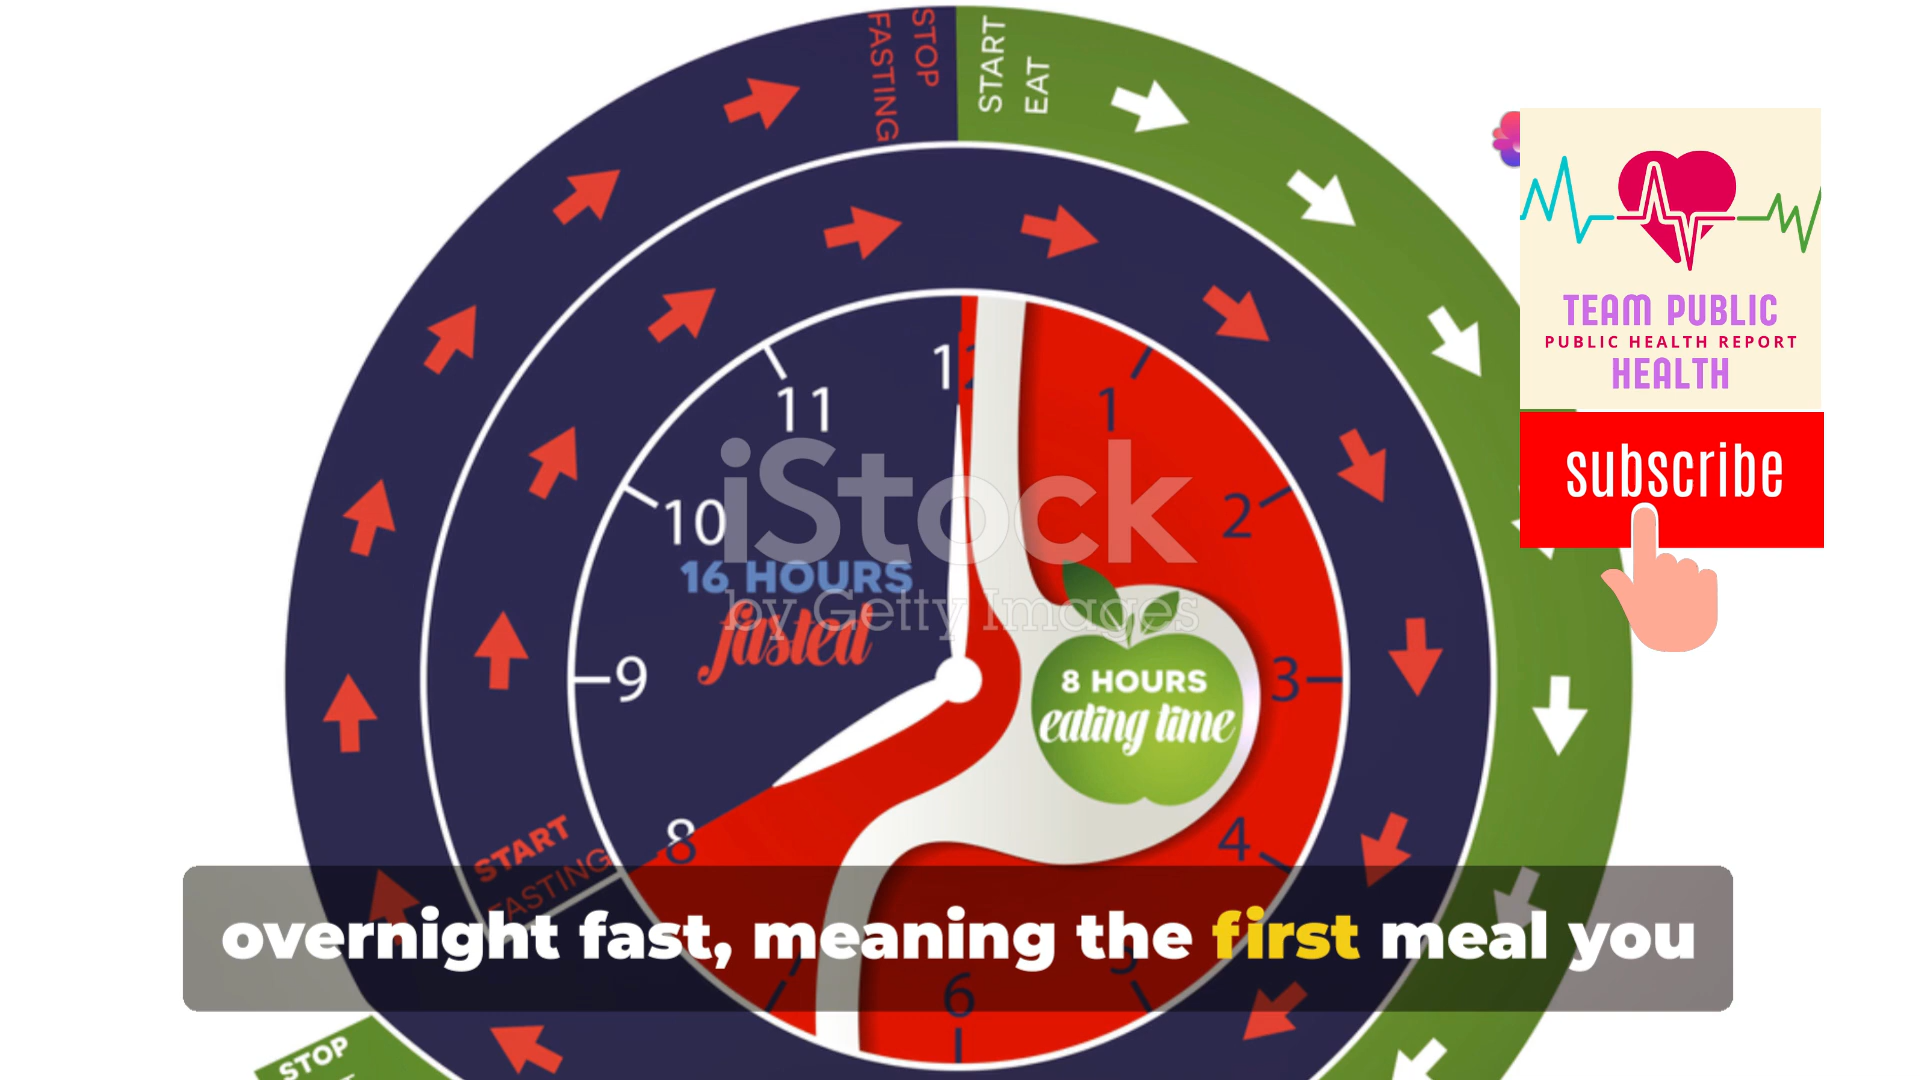 STOP
FASTING
START
EAT
TEAM PUBLIC
PUBLIC HEALTH REPORT
HEALTH
subscribe
12
11
1
10
2
iStock
by Getty Images
16 HOURS
fasted
9
3
8 HOURS
eating time
8
4
START
FASTING
overnight fast, meaning the first meal you
5
6
STOP